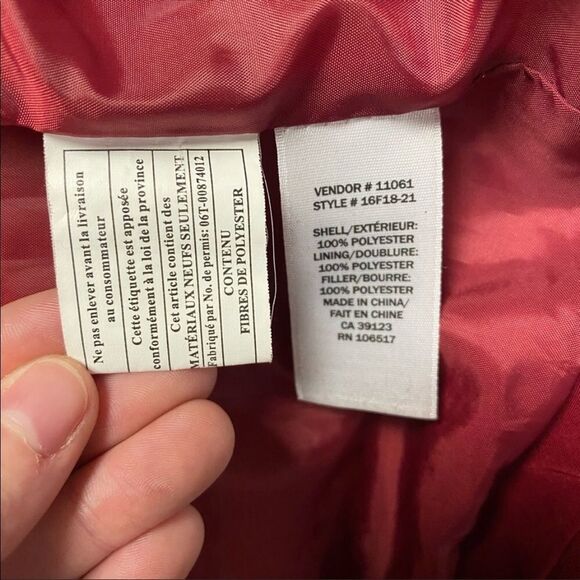 Ne pas enlever avant la livraison
au consommateur
Cette étiquette est apposée
conformément à la loi de la province
Cet article contient des
MATÉRIAUX NEUFS SEULEMENT
Fabriqué par No. de permis: 06T-00874012
CONTENU
FIBRES DE POLYESTER
VENDOR # 11061
STYLE # 16F18-21
SHELL/EXTÉRIEUR:
100% POLYESTER
LINING/DOUBLURE:
100% POLYESTER
FILLER/BOURRE:
100% POLYESTER
MADE IN CHINA/
FAIT EN CHINE
CA 39123
RN 106517